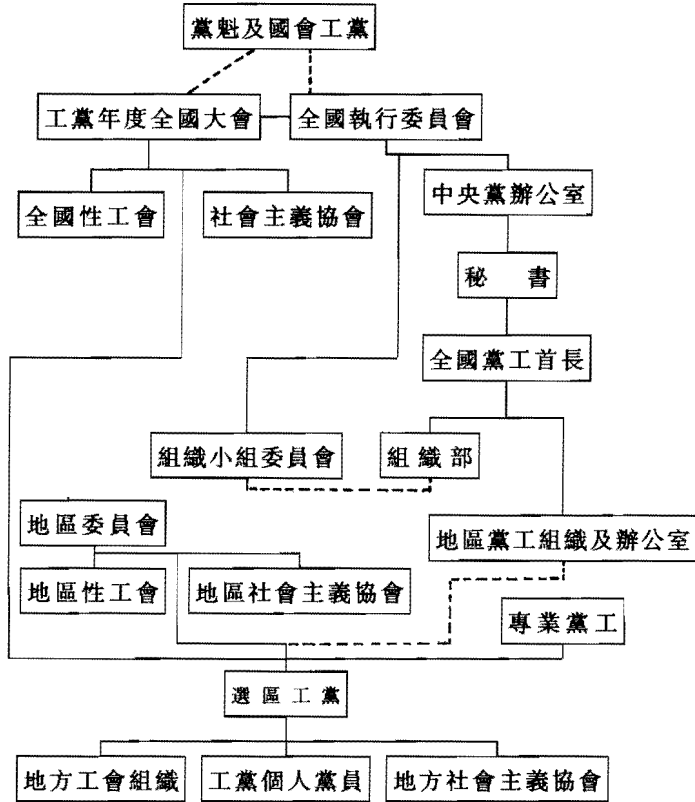 黨魁及國會工黨
工黨年度全國大會
全國執行委員會
全國性工會
社會主義協會
中央黨辦公室
秘 書
全國黨工首長
組織小組委員會
組織部
地區委員會
地區黨工組織及辦公室
地區性工會
地區社會主義協會
專業黨工
選區工黨
地方工會組織
工黨個人黨員
地方社會主義協會